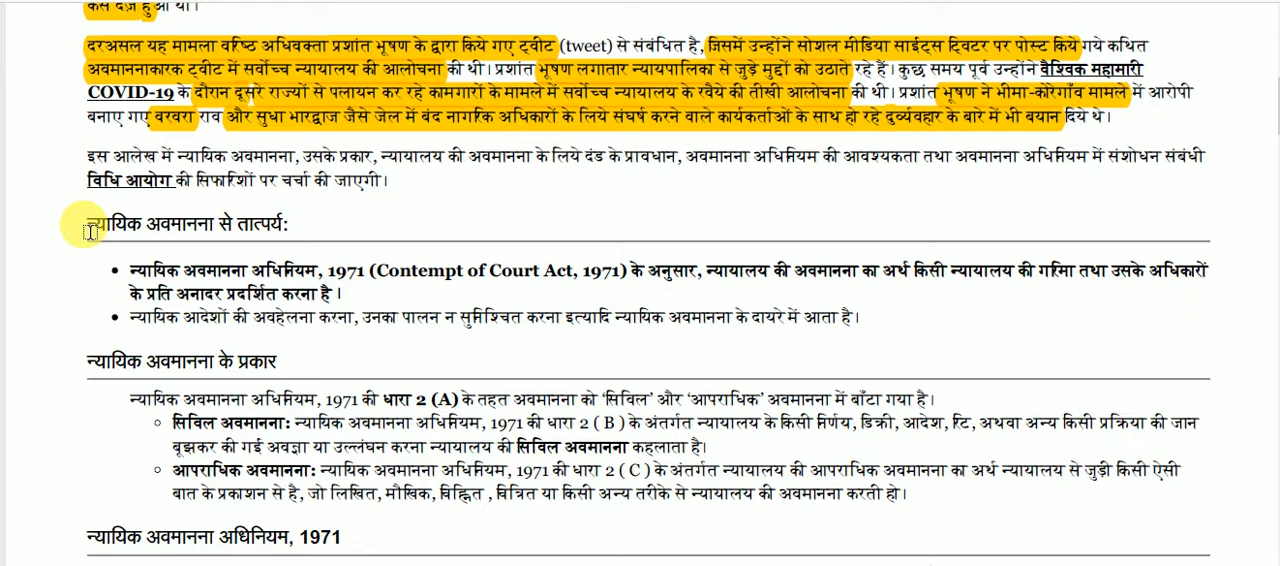 केस दर्ज़ हुआ था।
दरअसल यह मामला वरिष्ठ अधिवक्ता प्रशांत भूषण के द्वारा किये गए ट्वीट (tweet) से संबंधित है, जिसमें उन्होंने सोशल मीडिया साईट्स ट्विटर पर पोस्ट किये गये कथित
अवमाननाकारक ट्वीट में सर्वोच्च न्यायालय की आलोचना की थी। प्रशांत भूषण लगातार न्यायपालिका से जुड़े मुद्दों को उठाते रहे हैं। कुछ समय पूर्व उन्होंने वैश्विक महामारी
COVID-19 के दौरान दूसरे राज्यों से पलायन कर रहे कामगारों के मामले में सर्वोच्च न्यायालय के रवैये की तीखी आलोचना की थी। प्रशांत भूषण ने भीमा-कोरेगाँव मामले में आरोपी
बनाए गए वरवरा राव और सुधा भारद्वाज जैसे जेल में बंद नागरिक अधिकारों के लिये संघर्ष करने वाले कार्यकर्ताओं के साथ हो रहे दुर्व्यवहार के बारे में भी बयान दिये थे।
इस आलेख में न्यायिक अवमानना, उसके प्रकार, न्यायालय की अवमानना के लिये दंड के प्रावधान, अवमानना अधिनियम की आवश्यकता तथा अवमानना अधिनियम में संशोधन संबंधी
विधि आयोग की सिफारिशों पर चर्चा की जाएगी।
न्यायिक अवमानना से तात्पर्य:
• न्यायिक अवमानना अधिनियम, 1971 (Contempt of Court Act, 1971) के अनुसार, न्यायालय की अवमानना का अर्थ किसी न्यायालय की गरिमा तथा उसके अधिकारों
के प्रति अनादर प्रदर्शित करना है।
• न्यायिक आदेशों की अवहेलना करना, उनका पालन न सुनिश्चित करना इत्यादि न्यायिक अवमानना के दायरे में आता है।
न्यायिक अवमानना के प्रकार
न्यायिक अवमानना अधिनियम, 1971 की धारा 2 (A) के तहत अवमानना को ‘सिविल’ और ‘आपराधिक’ अवमानना में बाँटा गया है।
○ सिविल अवमानना: न्यायिक अवमानना अधिनियम, 1971 की धारा 2 ( B ) के अंतर्गत न्यायालय के किसी निर्णय, डिक्री, आदेश, रिट, अथवा अन्य किसी प्रक्रिया की जान
बूझकर की गई अवज्ञा या उल्लंघन करना न्यायालय की सिविल अवमानना कहलाता है।
○ आपराधिक अवमानना: न्यायिक अवमानना अधिनियम, 1971 की धारा 2 ( C ) के अंतर्गत न्यायालय की आपराधिक अवमानना का अर्थ न्यायालय से जुड़ी किसी ऐसी
बात के प्रकाशन से है, जो लिखित, मौखिक, चिह्नित , चित्रित या किसी अन्य तरीके से न्यायालय की अवमानना करती हो।
न्यायिक अवमानना अधिनियम, 1971